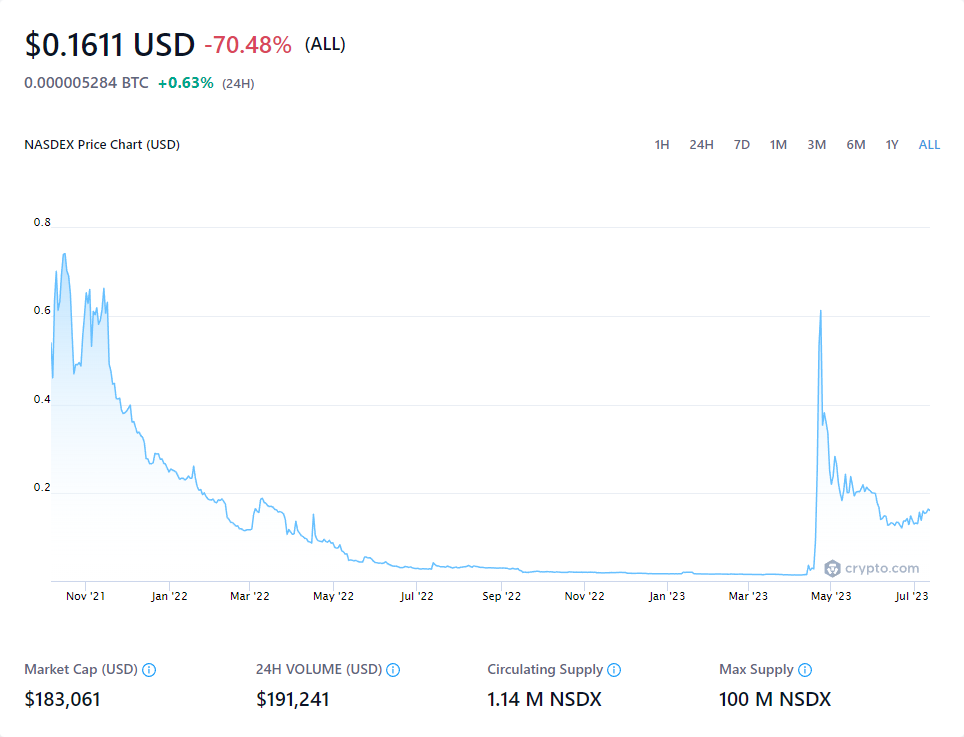 $0.1611 USD -70.48% (ALL)
0.000005284 BTC +0.63% (24H)
NASDEX Price Chart (USD) 1H 24H 7D 1M 3M 6M 1Y ALL
0.8
0.6
0.4
0.2
crypto.com
Nov '21 Jan '22 Mar '22 May '22 Jul '22 Sep '22 Nov '22 Jan '23 Mar '23 May '23 Jul '23
Market Cap (USD) 24H VOLUME (USD) Circulating Supply Max Supply
$183,061 $191,241 1.14 M NSDX 100 M NSDX